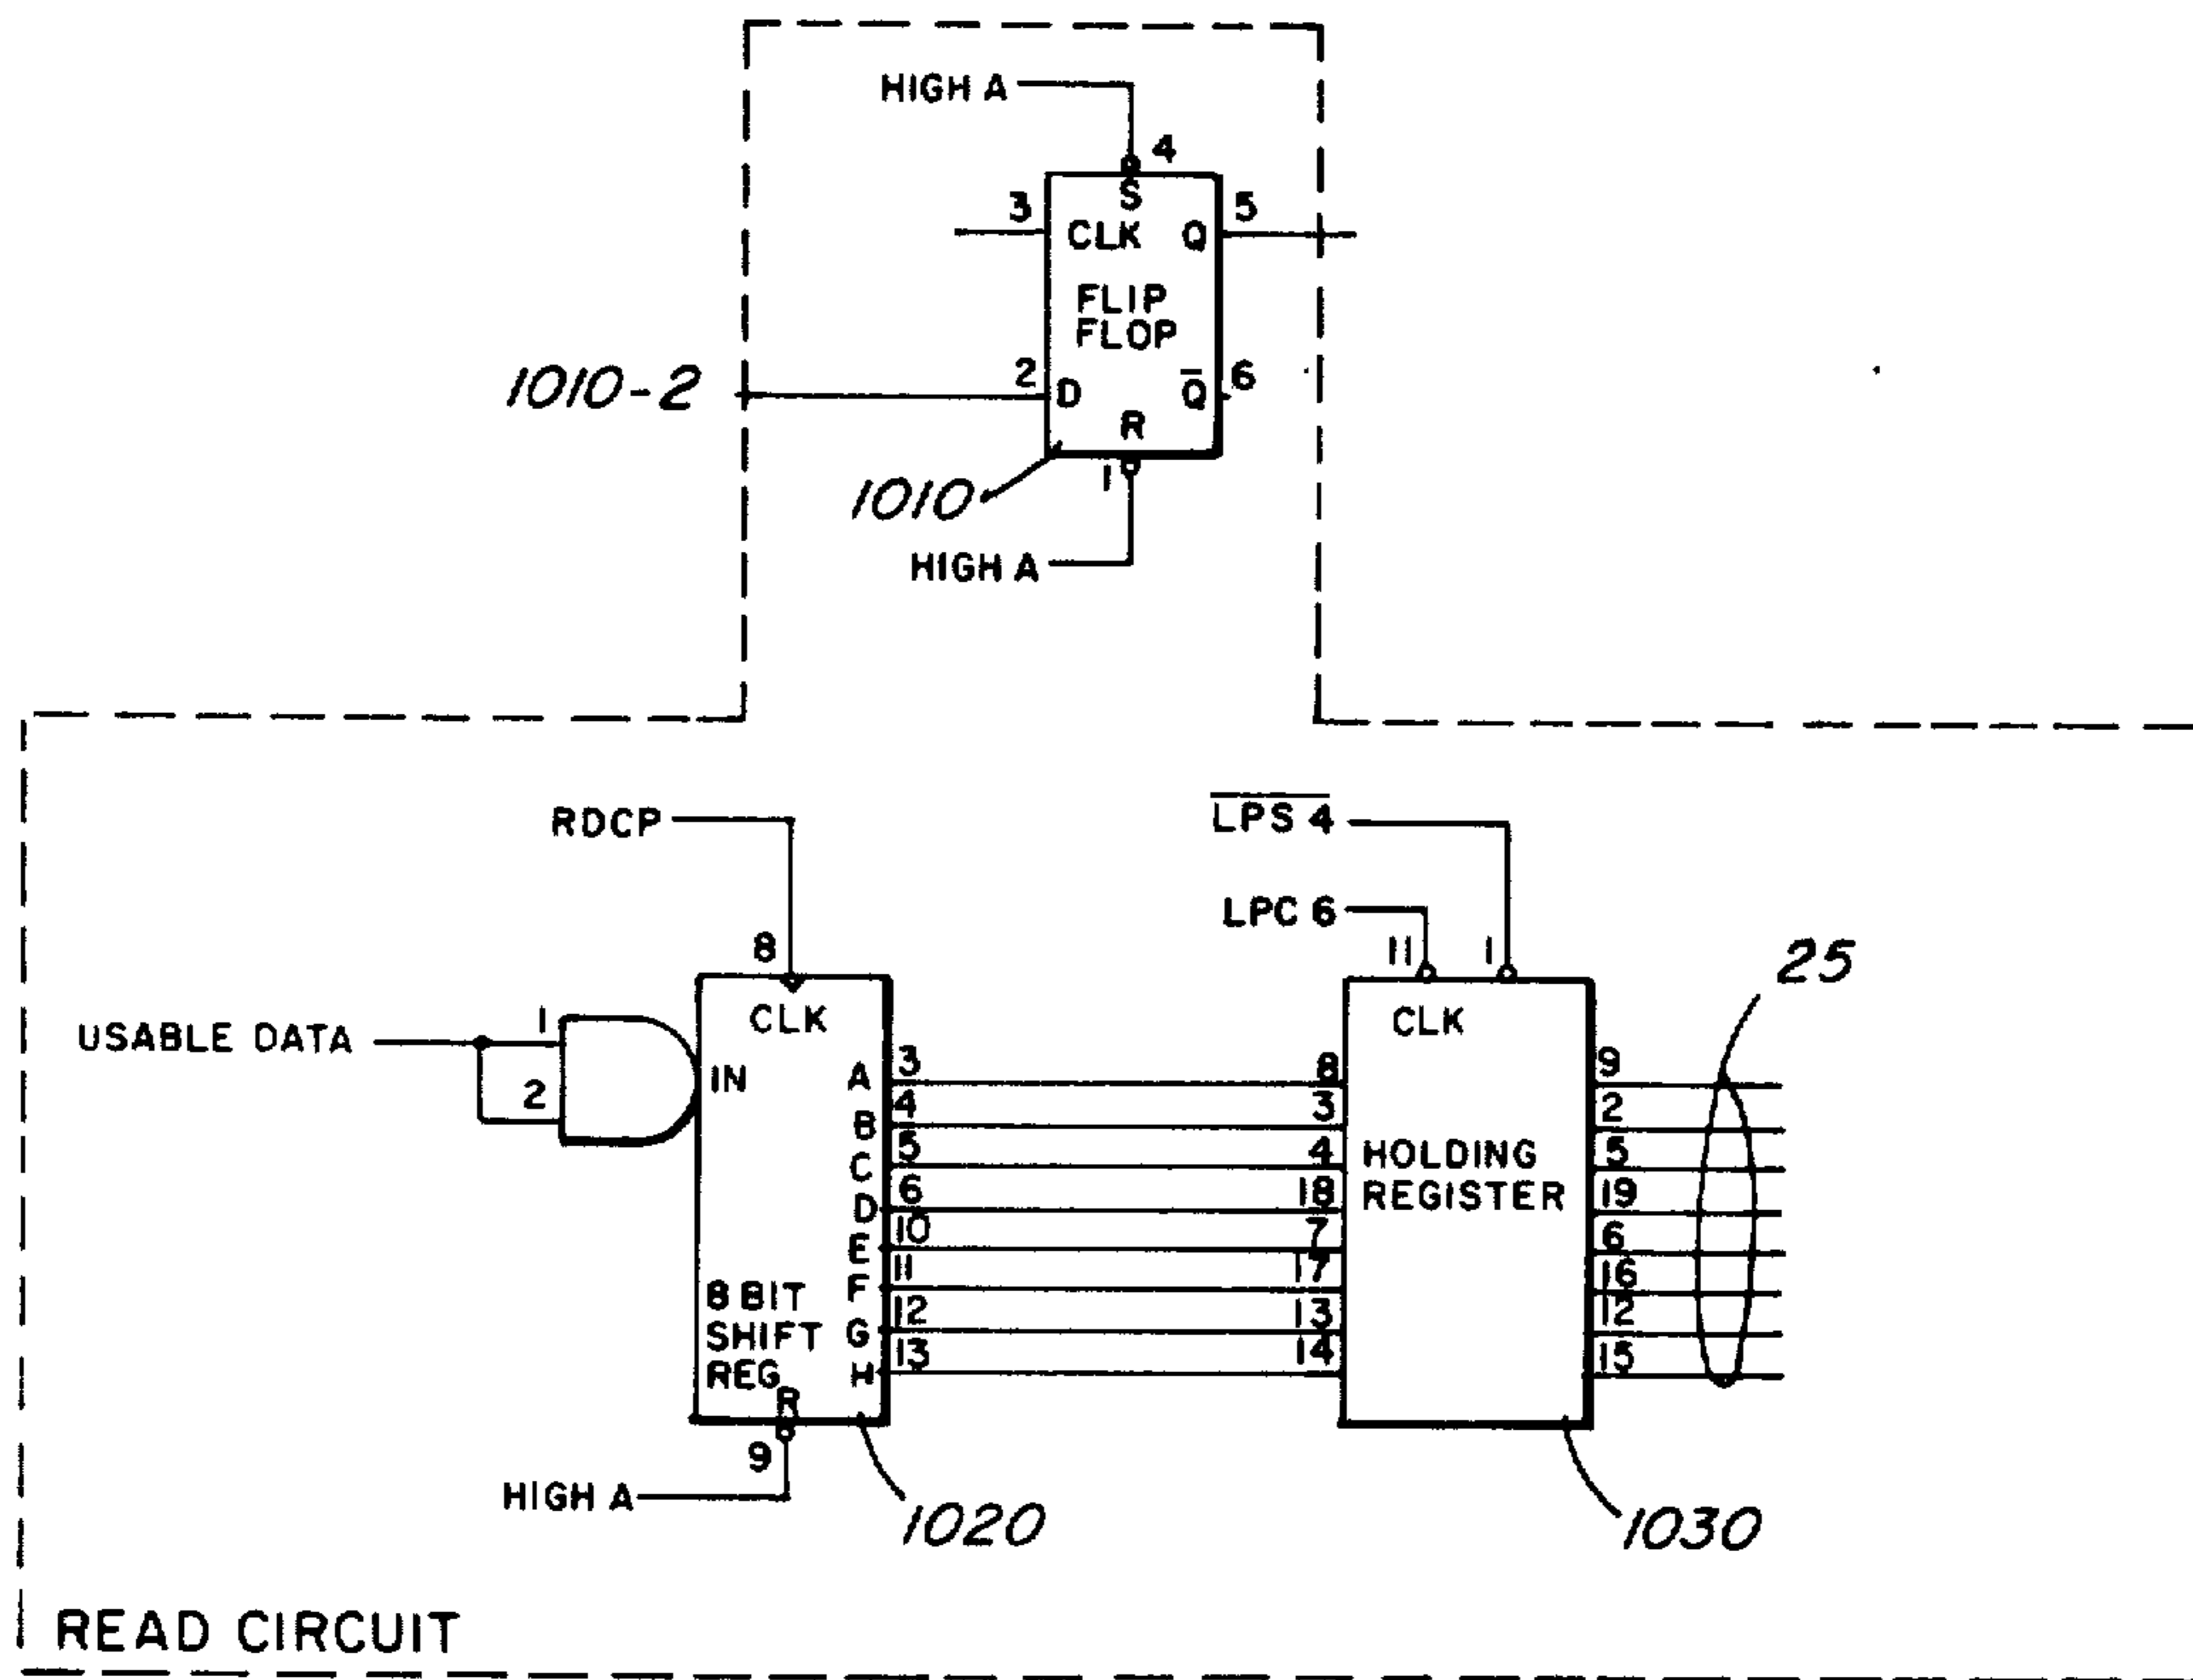 HIGH A
4
S
3
CLK Q
5
FLIP
FLOP
1010-2
2
D
Q̅ 6
R
1
1010
HIGH A
RDCP
L̅P̅S̅ ̅4̅
LPC 6
8
11
1
25
CLK
CLK
USABLE DATA
1
2
IN
A 3 8 9
B 4 3 2
C 5 4 5
D 6 18 19
E 10 7 6
F 11 17 16
G 12 13 12
H 13 14 15
HOLDING
REGISTER
8 BIT
SHIFT
REG
R
9
HIGH A
1020
1030
READ CIRCUIT